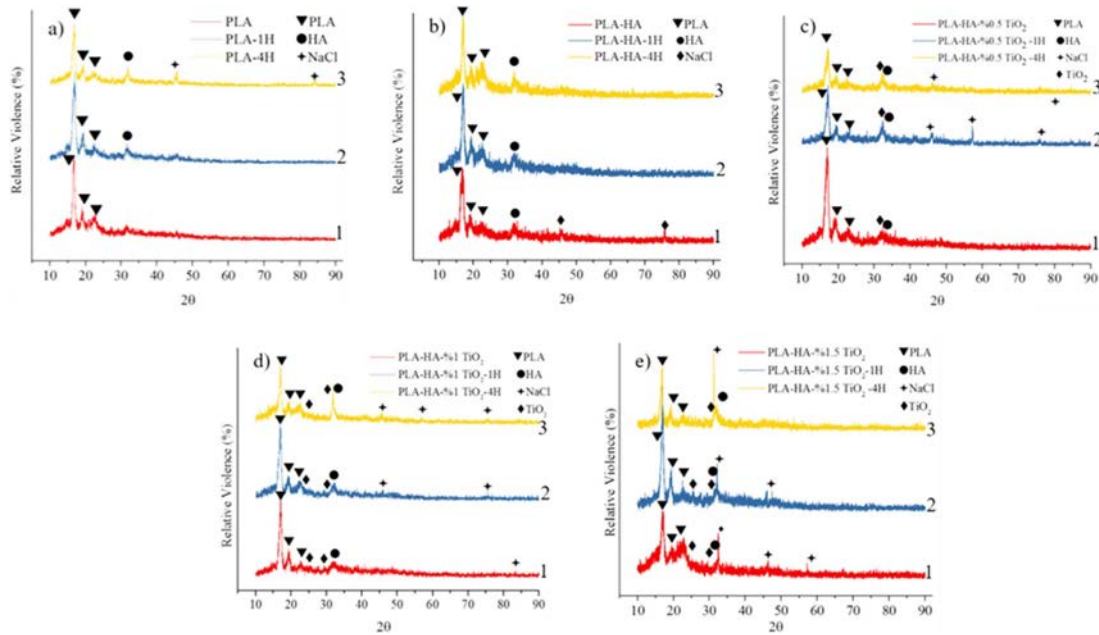 a)
PLA
PLA-1H
PLA-4H
PLA
HA
NaCl
3
2
1
Relative Violence (%)
10 20 30 40 50 60 70 80 90
2θ
b)
PLA-HA
PLA-HA-1H
PLA-HA-4H
PLA
HA
NaCl
3
2
1
Relative Violence (%)
10 20 30 40 50 60 70 80 90
2θ
c)
PLA-HA-%0.5 TiO2
PLA-HA-%0.5 TiO2 -1H
PLA-HA-%0.5 TiO2 -4H
PLA
HA
NaCl
TiO2
3
2
1
Relative Violence (%)
10 20 30 40 50 60 70 80 90
2θ
d)
PLA-HA-%1 TiO2
PLA-HA-%1 TiO2-1H
PLA-HA-%1 TiO2-4H
PLA
HA
NaCl
TiO2
3
2
1
Relative Violence (%)
10 20 30 40 50 60 70 80 90
2θ
e)
PLA-HA-%1.5 TiO2
PLA-HA-%1.5 TiO2-1H
PLA-HA-%1.5 TiO2 -4H
PLA
HA
NaCl
TiO2
3
2
1
Relative Violence (%)
10 20 30 40 50 60 70 80 90
2θ